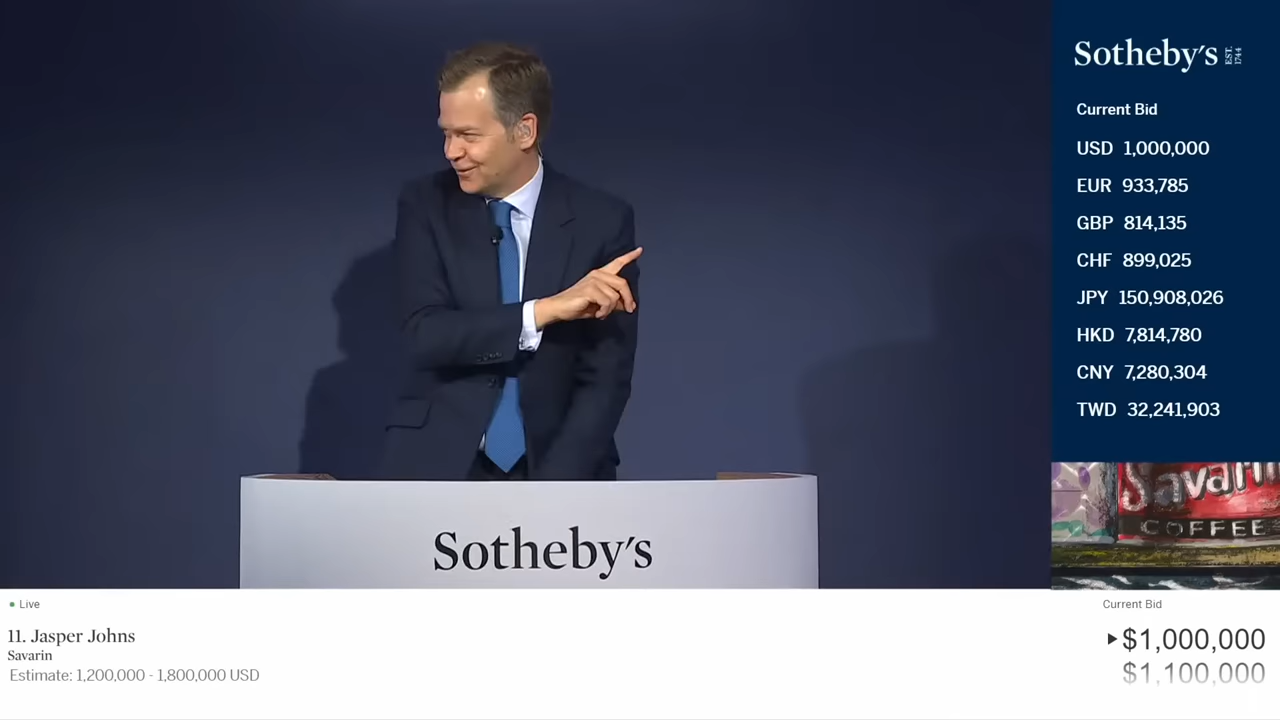 Sotheby's EST. 1744
Current Bid
USD 1,000,000
EUR 933,785
GBP 814,135
CHF 899,025
JPY 150,908,026
HKD 7,814,780
CNY 7,280,304
TWD 32,241,903
Savarin
COFFEE
Sotheby's
Live
11. Jasper Johns
Savarin
Estimate: 1,200,000 - 1,800,000 USD
Current Bid
$1,000,000
$1,100,000